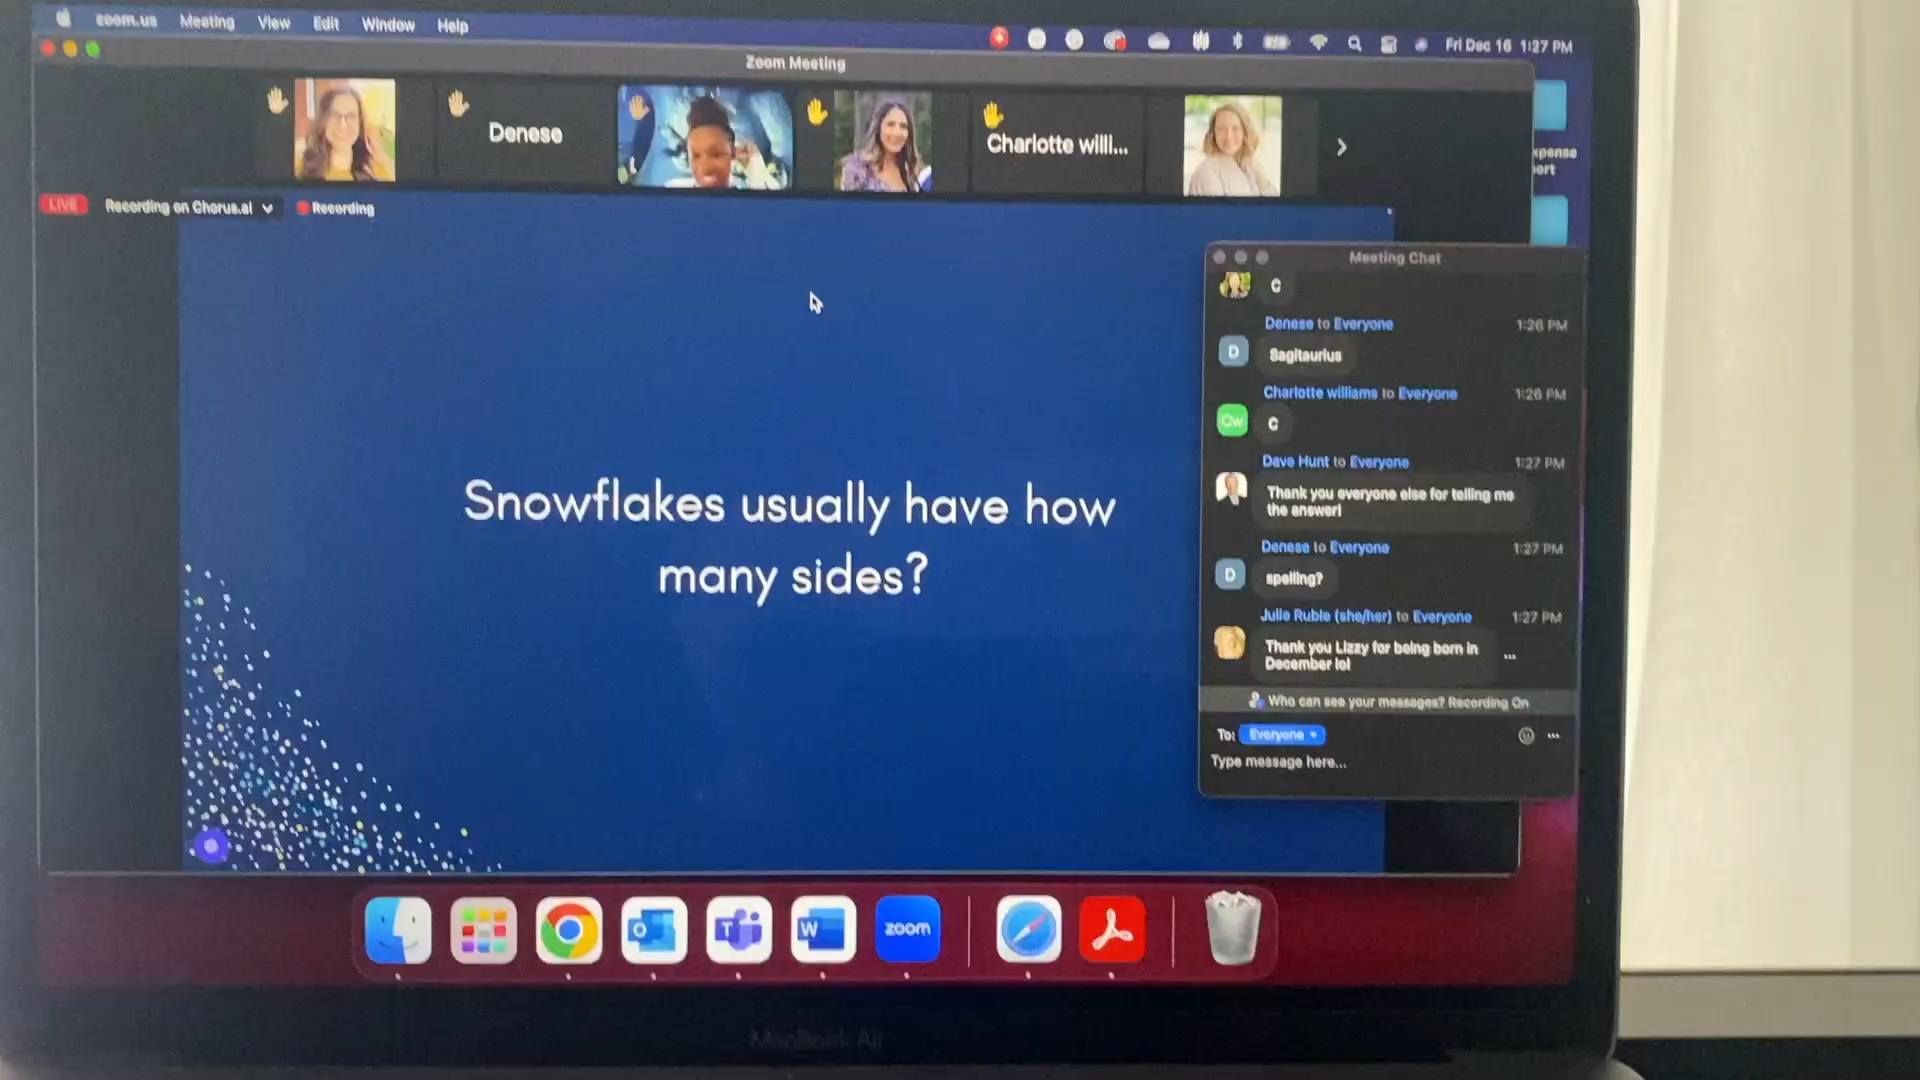 zoom.us Meeting View Edit Window Help
Fri Dec 16 1:27 PM
Zoom Meeting
Denese
Charlotte willi...
LIVE Recording on Chorus.ai Recording
Snowflakes usually have how
many sides?
Meeting Chat
C
Denese to Everyone 1:26 PM
D
Sagitaurius
Charlotte williams to Everyone 1:26 PM
Cw
C
Dave Hunt to Everyone 1:27 PM
Thank you everyone else for telling me
the answer!
Denese to Everyone 1:27 PM
D
spelling?
Julie Ruble (she/her) to Everyone 1:27 PM
Thank you Lizzy for being born in
December lol
Who can see your messages? Recording On
To: Everyone
Type message here...
zoom
MacBook Air